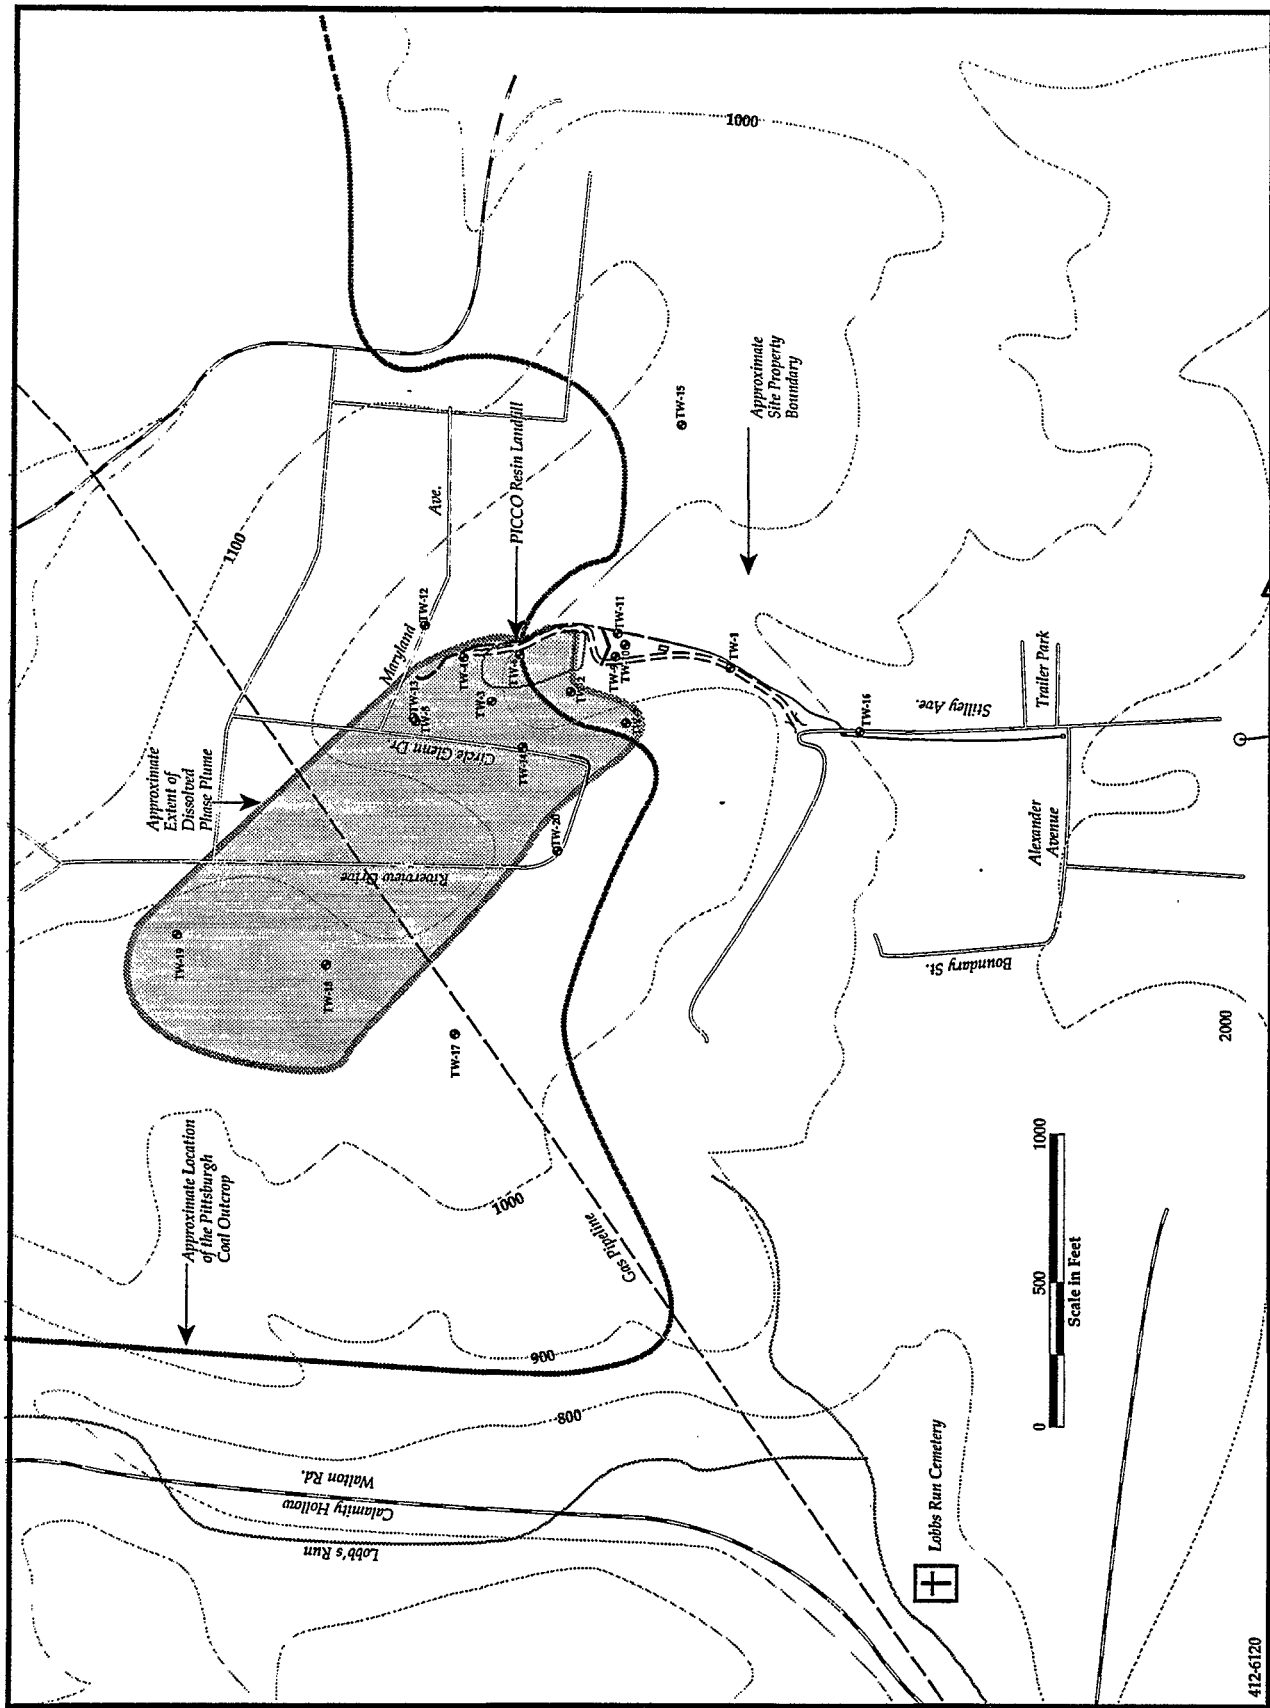 1000
TW-15
Approximate
Site Property
Boundary
PICCO Resin Landfill
Ave.
1100
TW-12
Maryland
TW-11
TW-1
TW-13
TW-8
TW-3
TW-16
Stilley Ave.
Trailer Park
Circle Glenn Dr.
TW-14
Approximate
Extent of
Dissolved
Phase Plume
TW-20
Riverview Drive
Alexander
Avenue
TW-19
TW-18
Boundary St.
TW-17
2000
Approximate Location
of the Pittsburgh
Coal Outcrop
1000
Gas Pipeline
900
800
0
500
1000
Scale in Feet
Walton Rd.
Calamity Hollow
Lobb's Run
Lobbs Run Cemetery
412-6120